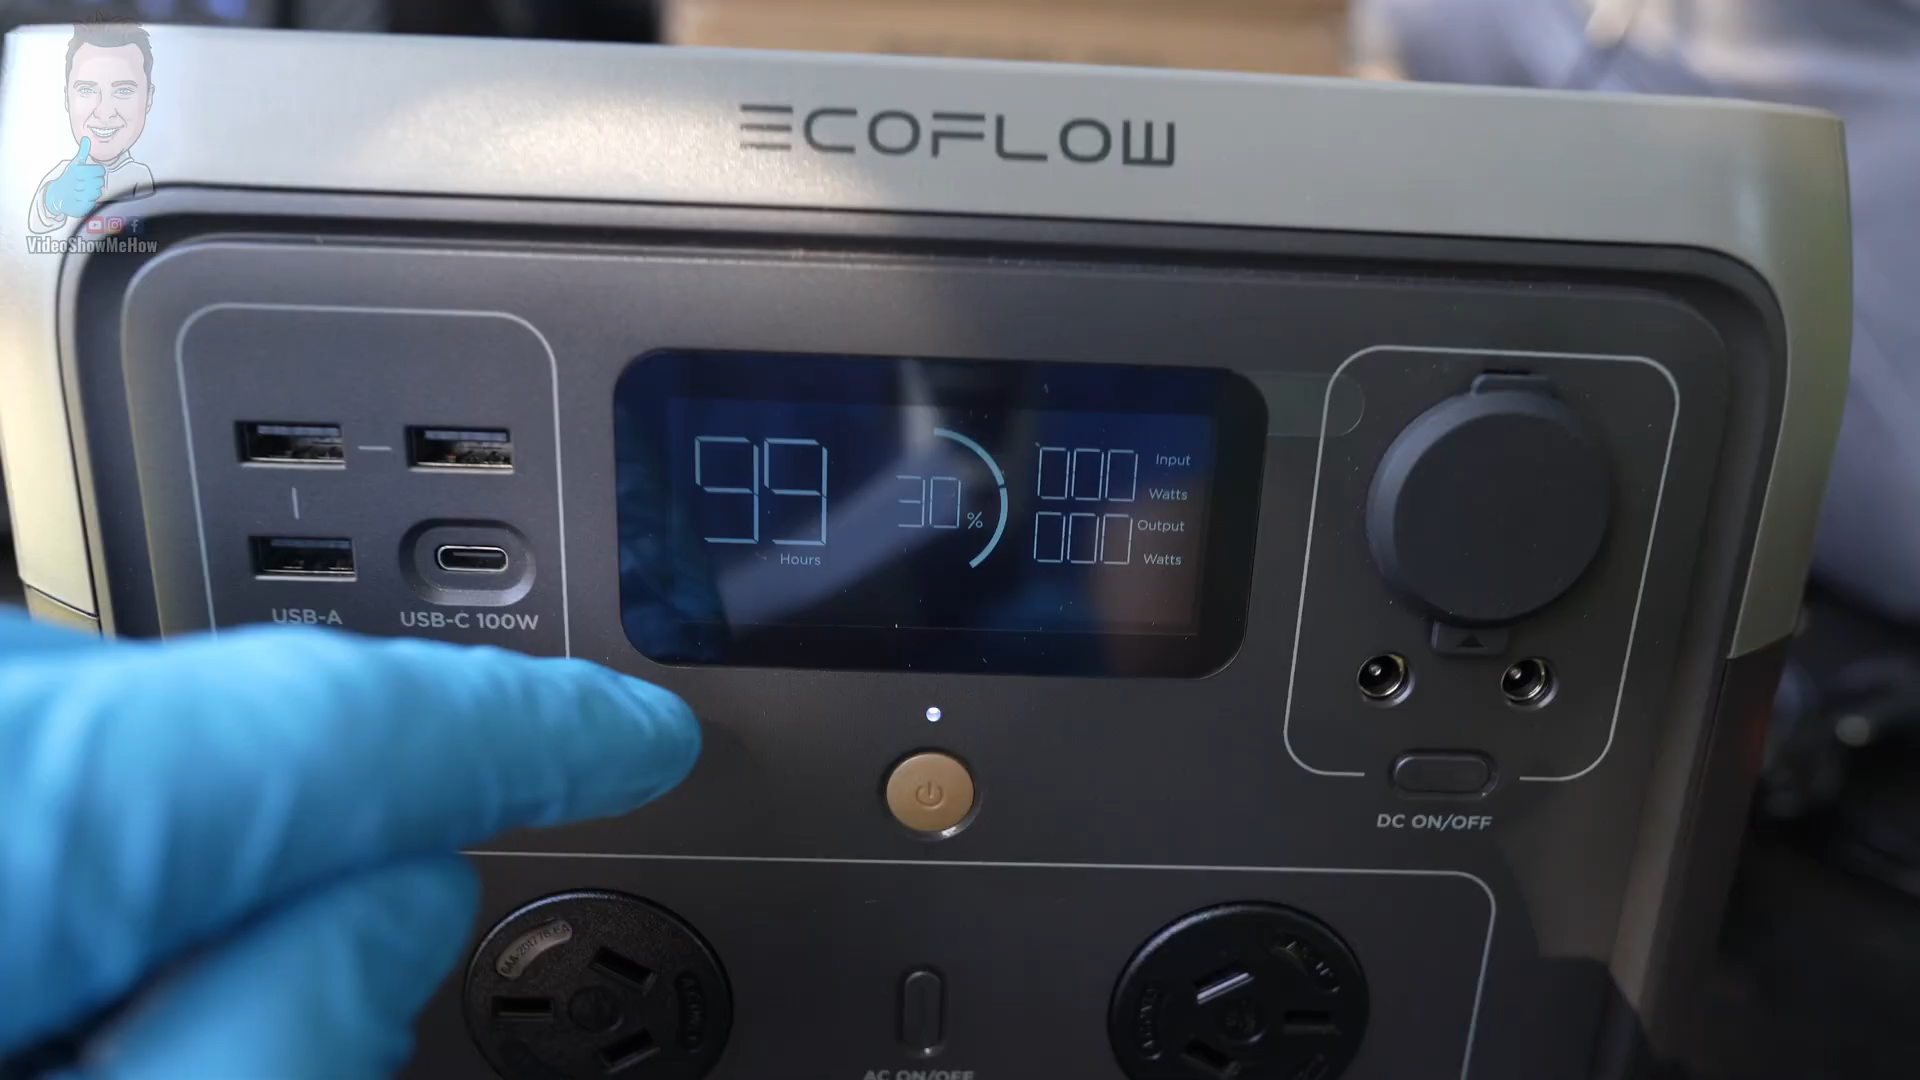 ECOFLOW
VideoShowMeHow
99
Hours
30 %
000 Input
Watts
000 Output
Watts
USB-A
USB-C 100W
DC ON/OFF
AC ON/OFF